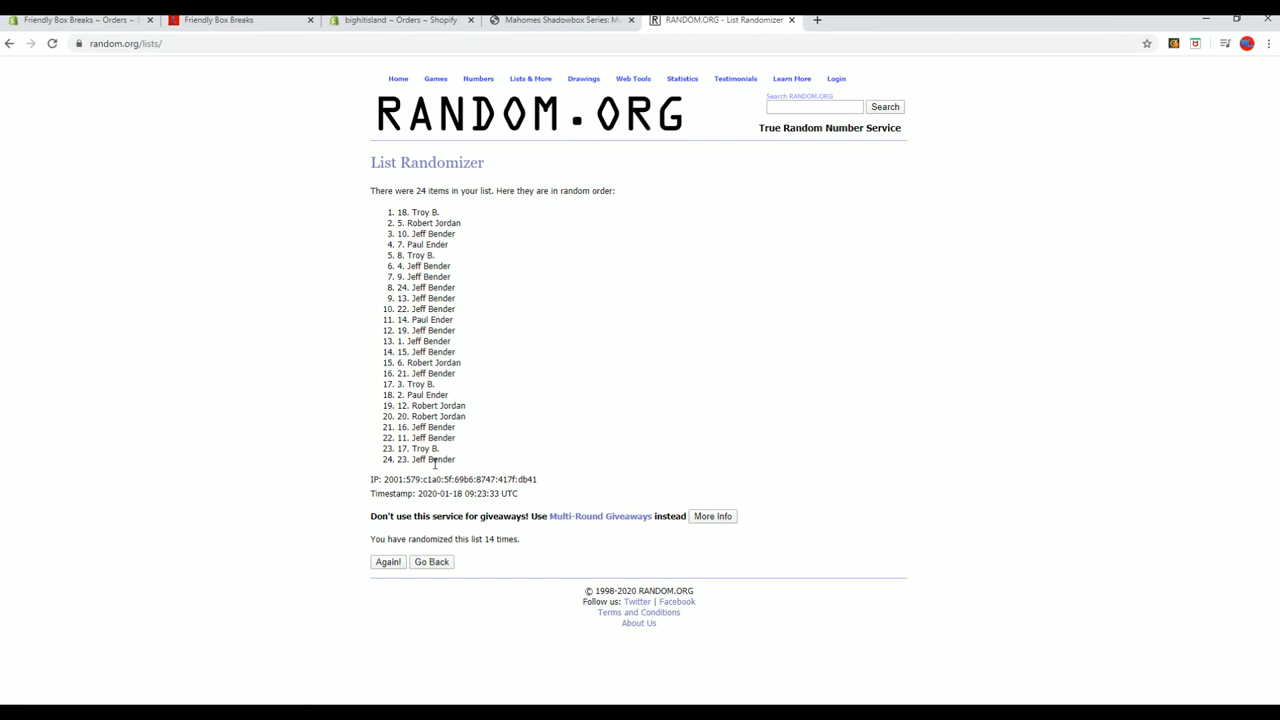 Friendly Box Breaks ~ Orders ~ S
Friendly Box Breaks
bighitisland ~ Orders ~ Shopify
Mahomes Shadowbox Series: M
RANDOM.ORG - List Randomizer
random.org/lists/
Home Games Numbers Lists & More Drawings Web Tools Statistics Testimonials Learn More Login
Search RANDOM.ORG
RANDOM.ORG
Search
True Random Number Service
List Randomizer
There were 24 items in your list. Here they are in random order:
1. 18. Troy B.
2. 5. Robert Jordan
3. 10. Jeff Bender
4. 7. Paul Ender
5. 8. Troy B.
6. 4. Jeff Bender
7. 9. Jeff Bender
8. 24. Jeff Bender
9. 13. Jeff Bender
10. 22. Jeff Bender
11. 14. Paul Ender
12. 19. Jeff Bender
13. 1. Jeff Bender
14. 15. Jeff Bender
15. 6. Robert Jordan
16. 21. Jeff Bender
17. 3. Troy B.
18. 2. Paul Ender
19. 12. Robert Jordan
20. 20. Robert Jordan
21. 16. Jeff Bender
22. 11. Jeff Bender
23. 17. Troy B.
24. 23. Jeff Bender
IP: 2001:579:c1a0:5f:69b6:8747:417f:db41
Timestamp: 2020-01-18 09:23:33 UTC
Don't use this service for giveaways! Use Multi-Round Giveaways instead More Info
You have randomized this list 14 times.
Again! Go Back
© 1998-2020 RANDOM.ORG
Follow us: Twitter | Facebook
Terms and Conditions
About Us